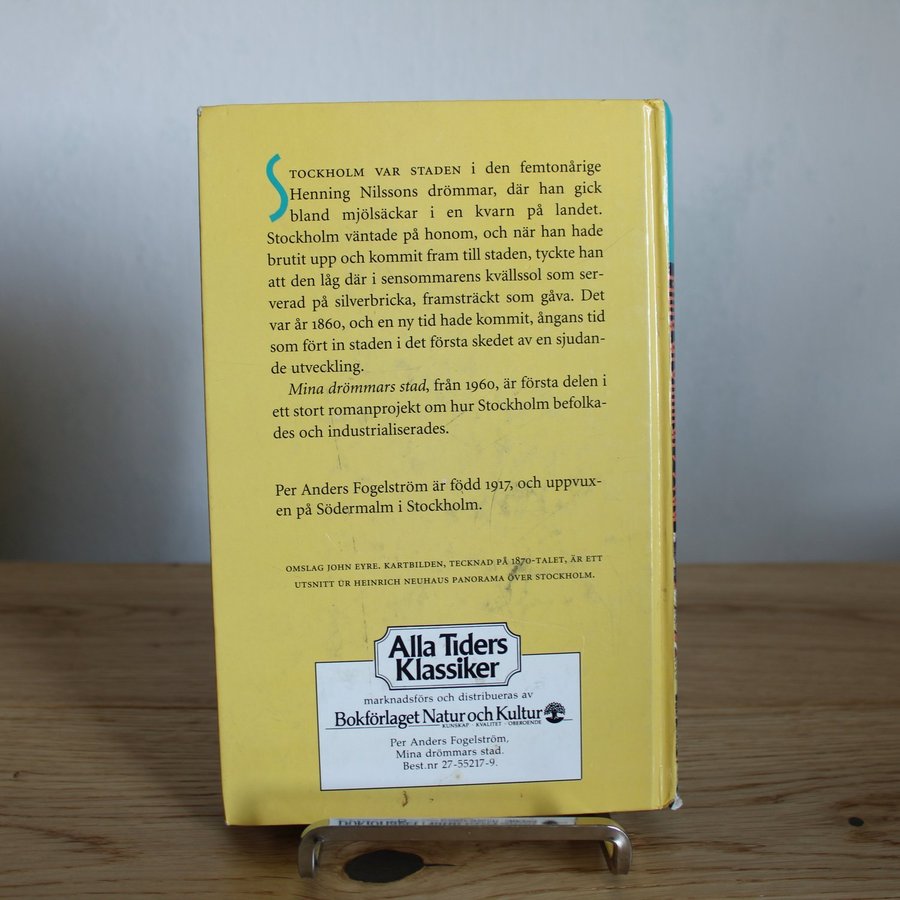 STOCKHOLM VAR STADEN i den femtonårige
Henning Nilssons drömmar, där han gick
bland mjölsäckar i en kvarn på landet.
Stockholm väntade på honom, och när han hade
brutit upp och kommit fram till staden, tyckte han
att den låg där i sensommarens kvällssol som ser-
verad på silverbricka, framsträckt som gåva. Det
var år 1860, och en ny tid hade kommit, ångans tid
som fört in staden i det första skedet av en sjudan-
de utveckling.
Mina drömmars stad, från 1960, är första delen i
ett stort romanprojekt om hur Stockholm befolka-
des och industrialiserades.
Per Anders Fogelström är född 1917, och uppvux-
en på Södermalm i Stockholm.
OMSLAG JOHN EYRE. KARTBILDEN, TECKNAD PÅ 1870-TALET, ÄR ETT
UTSNITT UR HEINRICH NEUHAUS PANORAMA ÖVER STOCKHOLM.
Alla Tiders
Klassiker
marknadsförs och distribueras av
Bokförlaget Natur och Kultur
KUNSKAP · KVALITET · OBEROENDE
Per Anders Fogelström,
Mina drömmars stad.
Best.nr 27-55217-9.